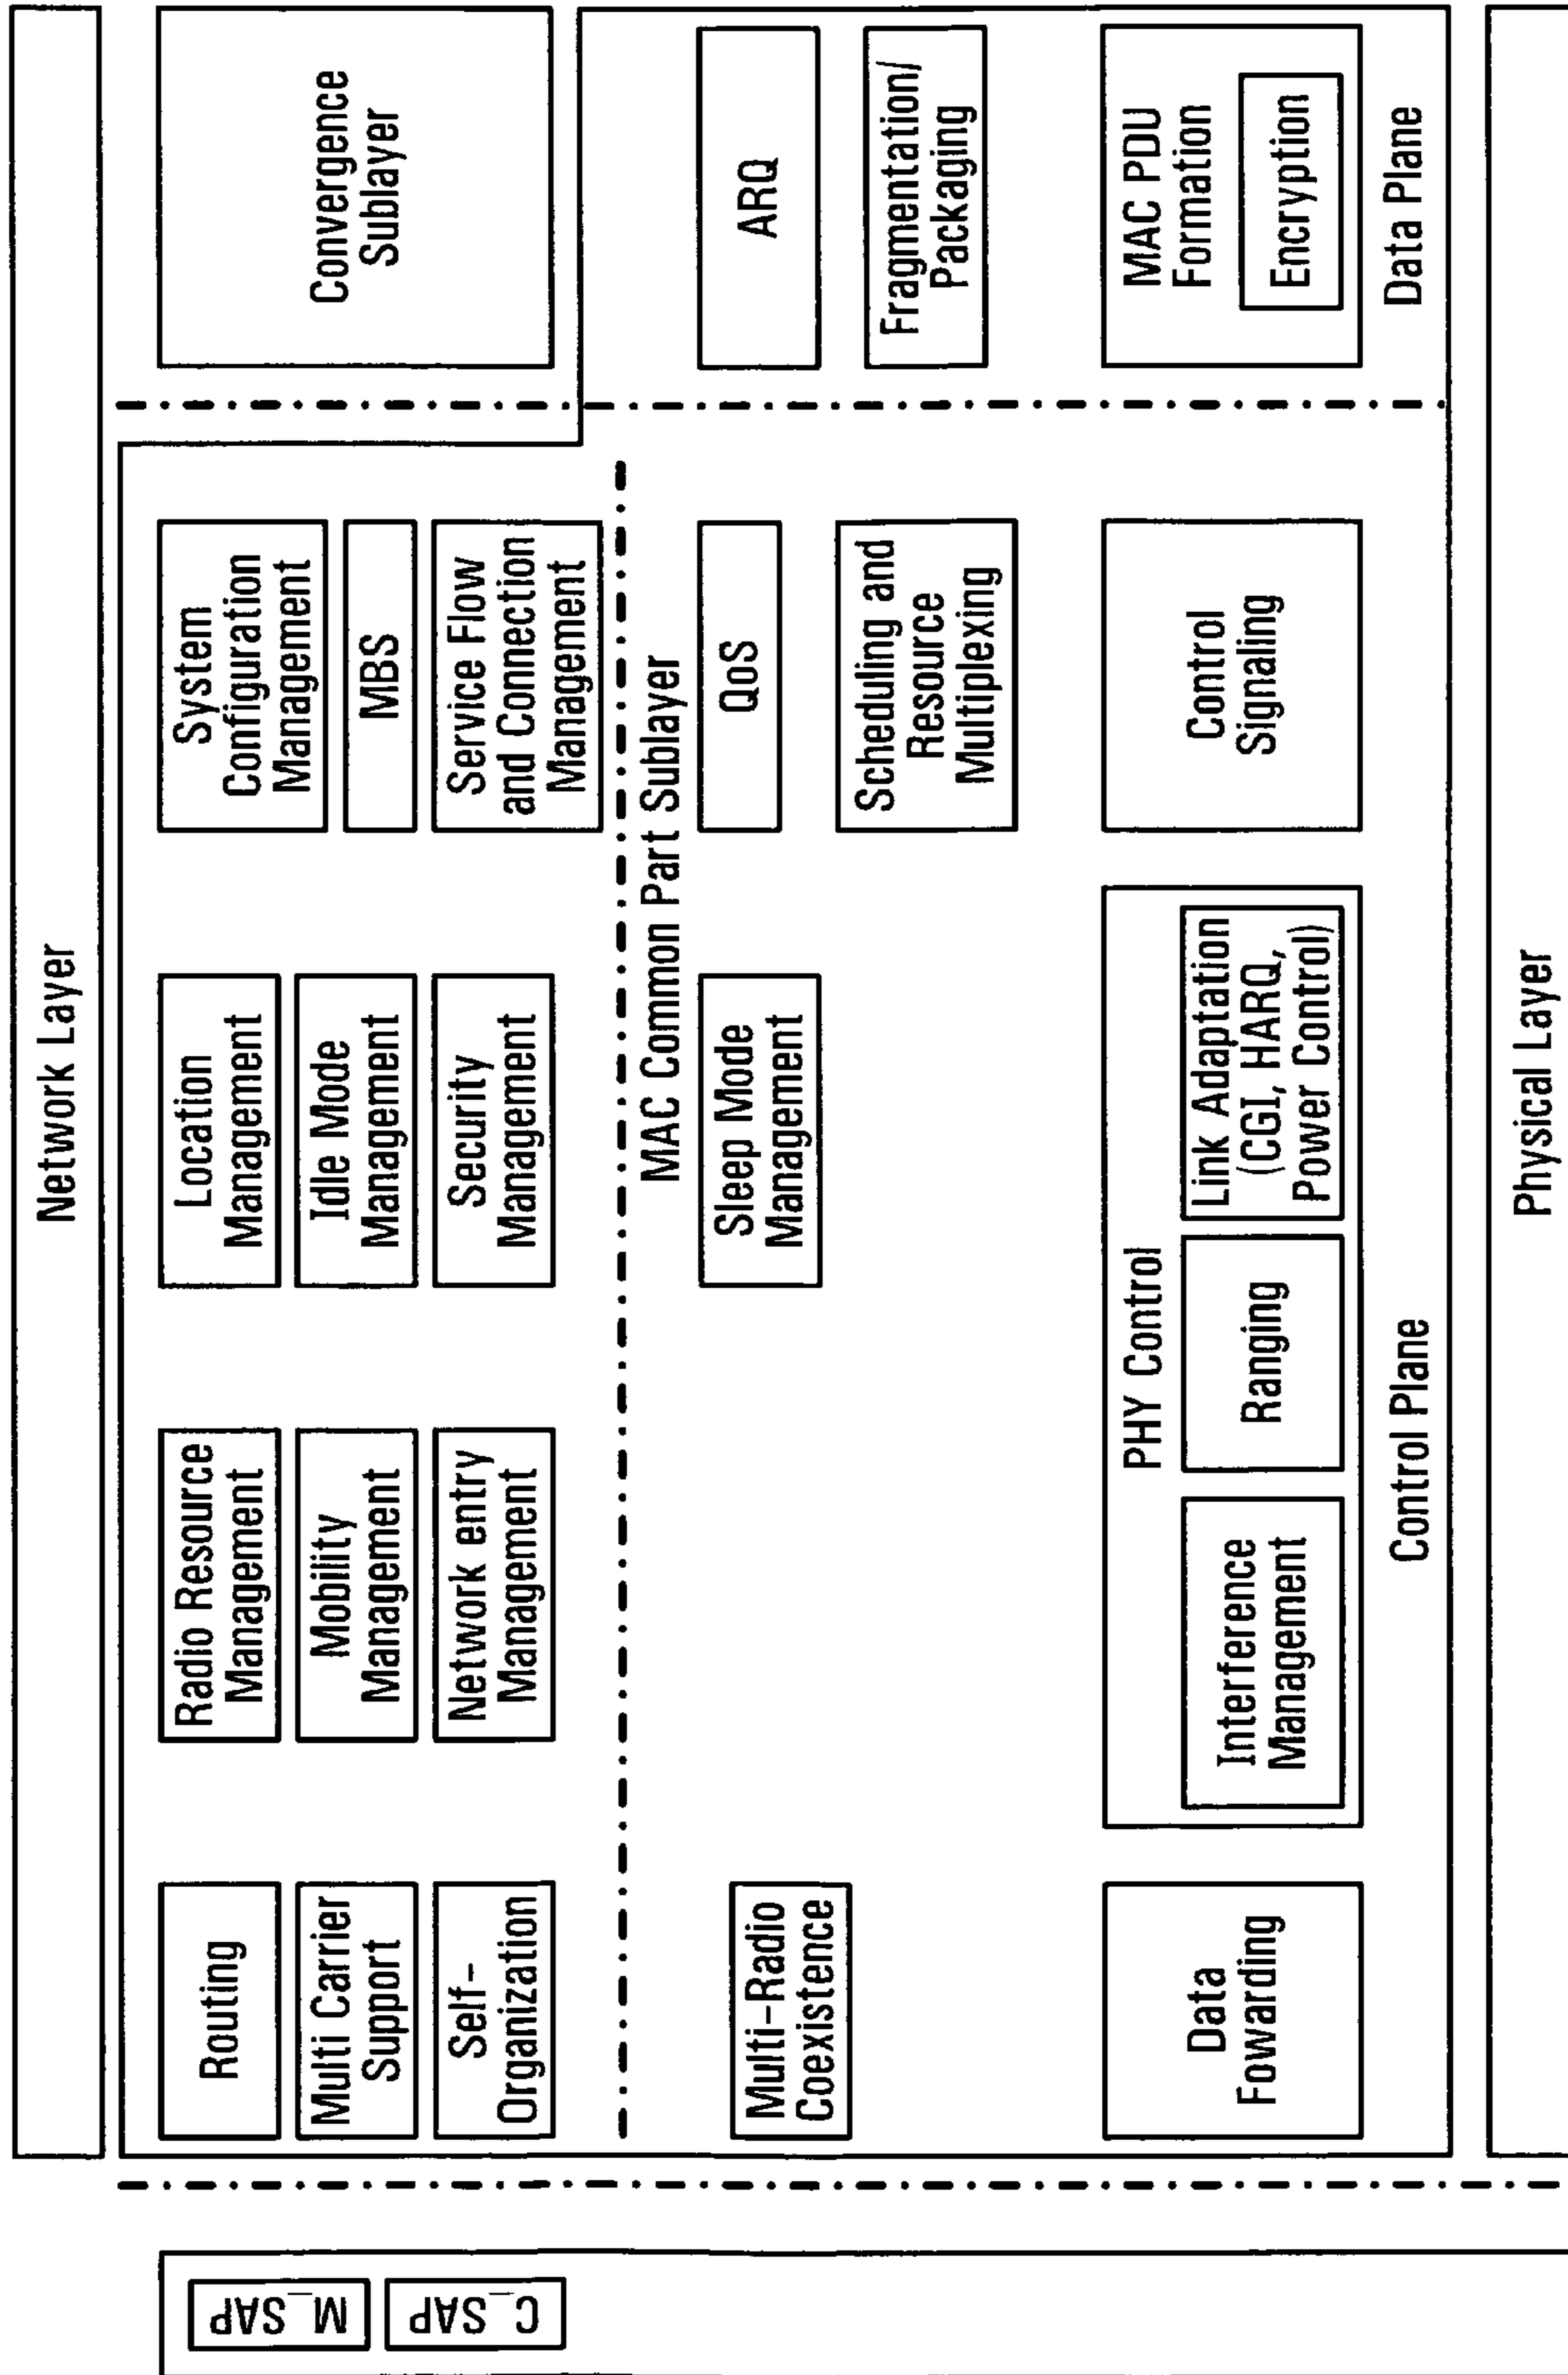 Network Layer
M_SAP
C_SAP
Routing
Multi Carrier
Support
Self-
Organization
Radio Resource
Management
Mobility
Management
Network entry
Management
Location
Management
Idle Mode
Management
Security
Management
System
Configuration
Management
MBS
Service Flow
and Connection
Management
Convergence
Sublayer
MAC Common Part Sublayer
Multi-Radio
Coexistence
Sleep Mode
Management
QoS
Scheduling and
Resource
Multiplexing
ARQ
Fragmentation/
Packaging
Data
Fowarding
PHY Control
Interference
Management
Ranging
Link Adaptation
(CGI, HARQ,
Power Control)
Control
Signaling
MAC PDU
Formation
Encryption
Control Plane
Data Plane
Physical Layer